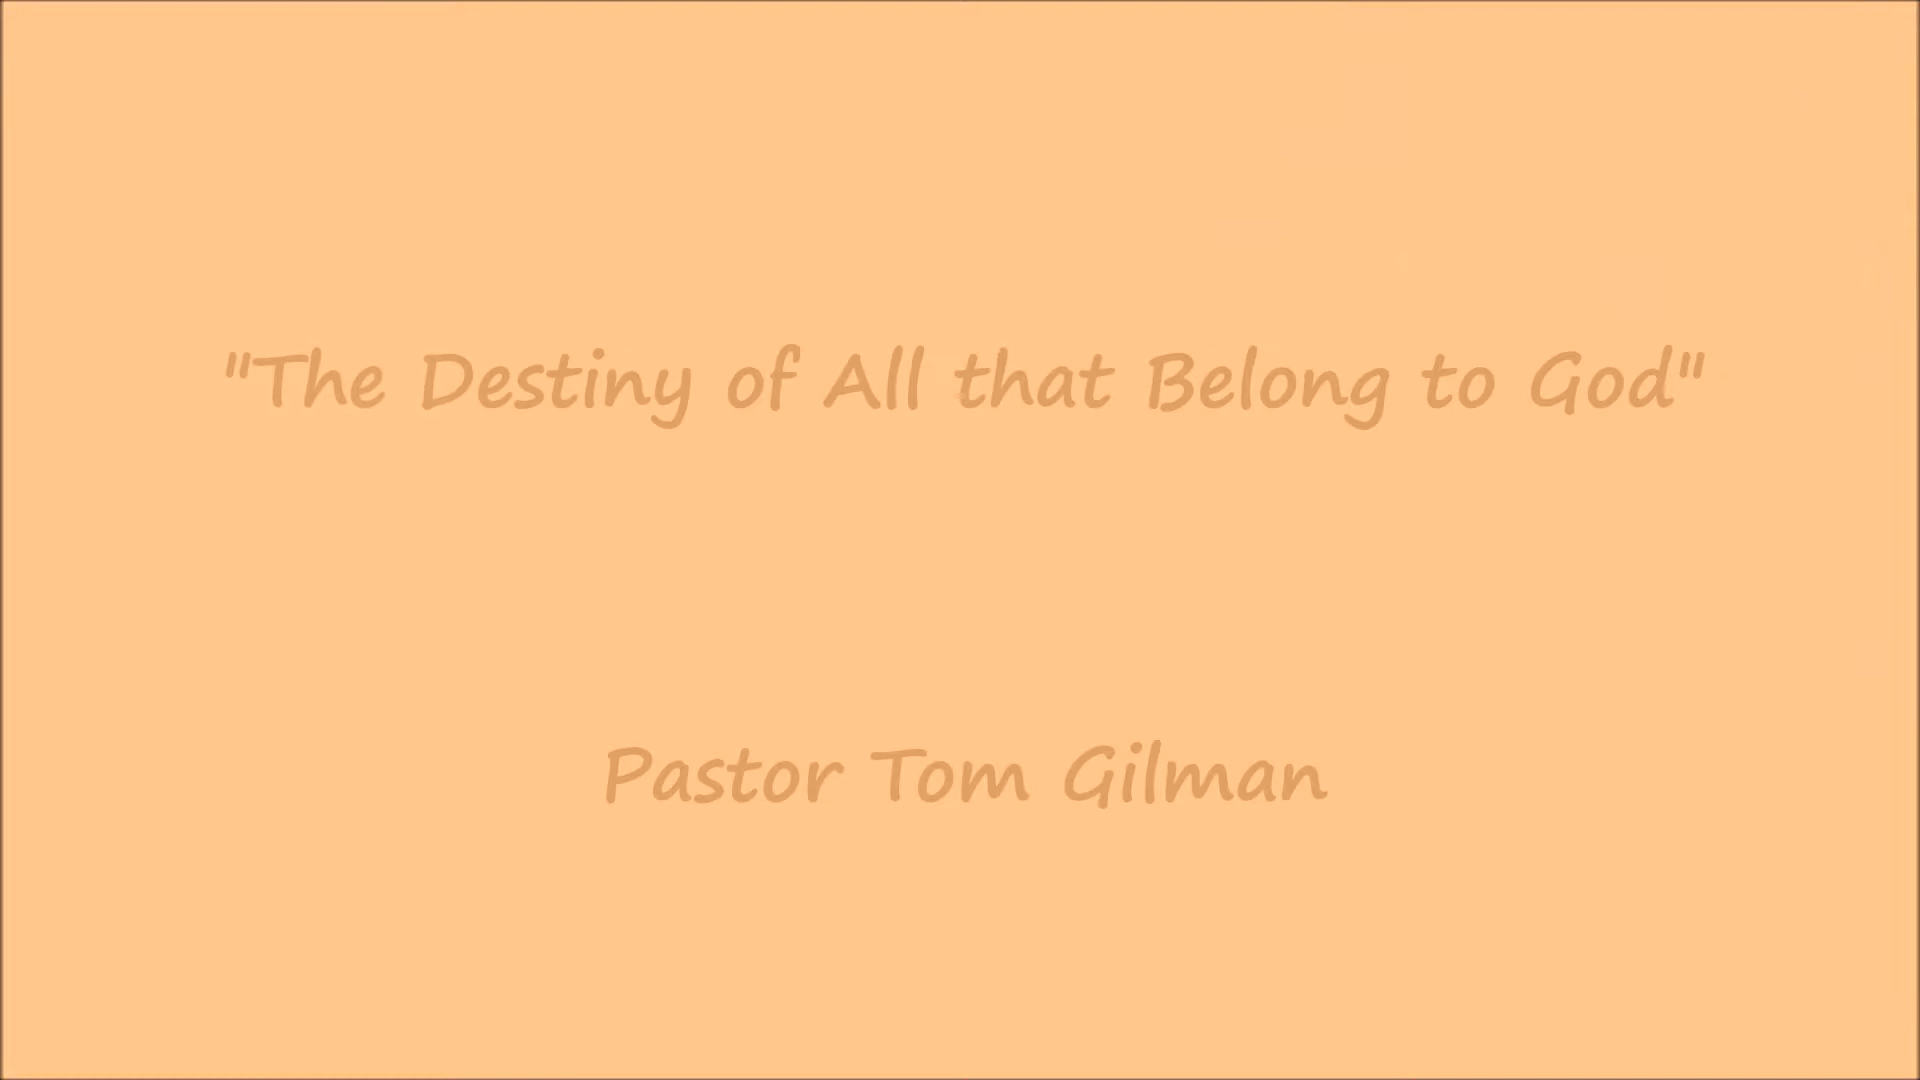 "The Destiny of All that Belong to God"
Pastor Tom Gilman